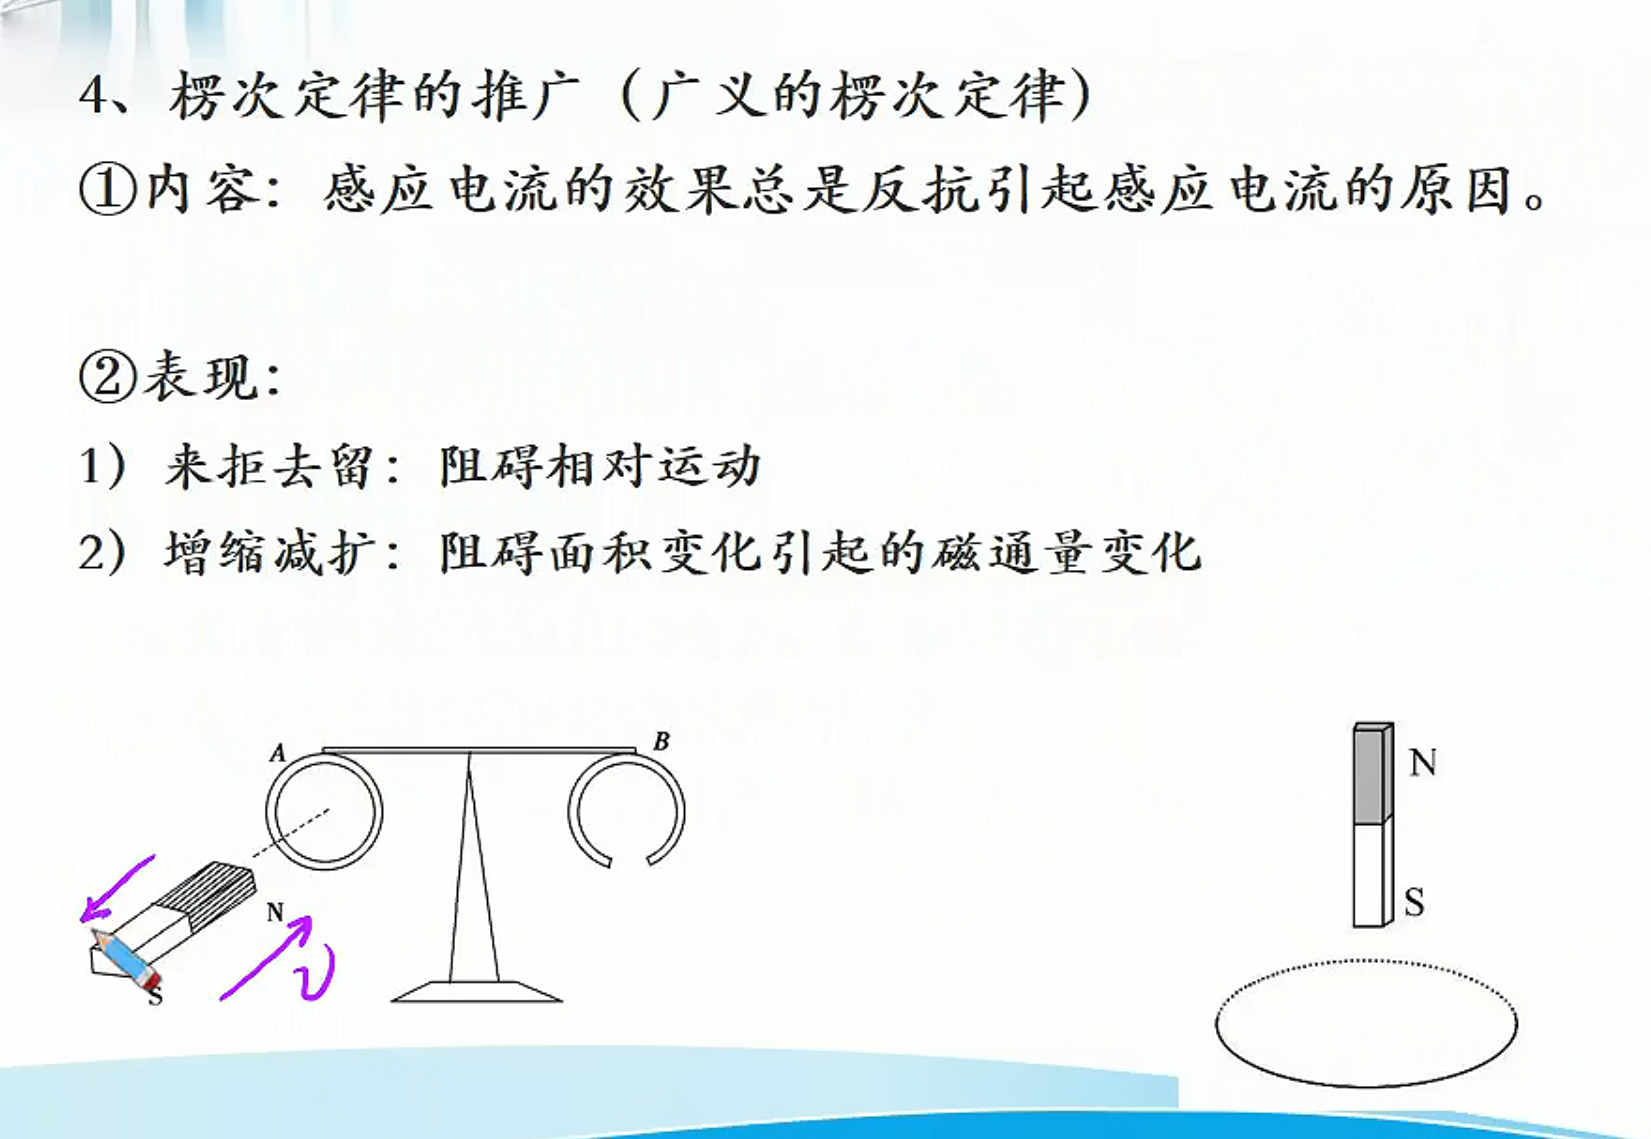 4、楞次定律的推广（广义的楞次定律）
①内容：感应电流的效果总是反抗引起感应电流的原因。
②表现：
1）来拒去留：阻碍相对运动
2）增缩减扩：阻碍面积变化引起的磁通量变化
A
B
N
S
N
S